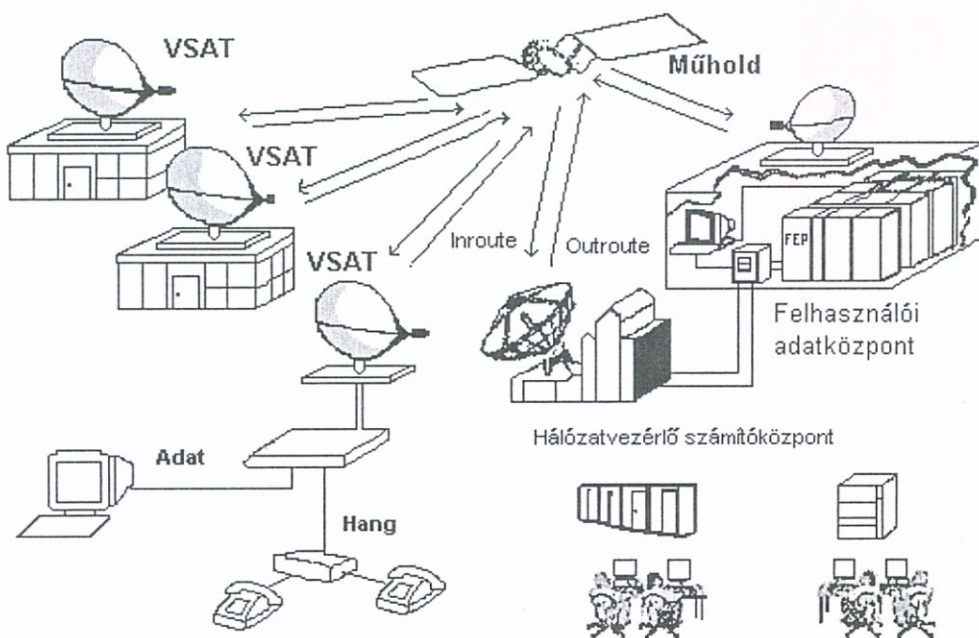 VSAT
Műhold
VSAT
VSAT
Inroute
Outroute
FEP
Felhasználói
adatközpont
Hálózatvezérlő számítóközpont
Adat
Hang